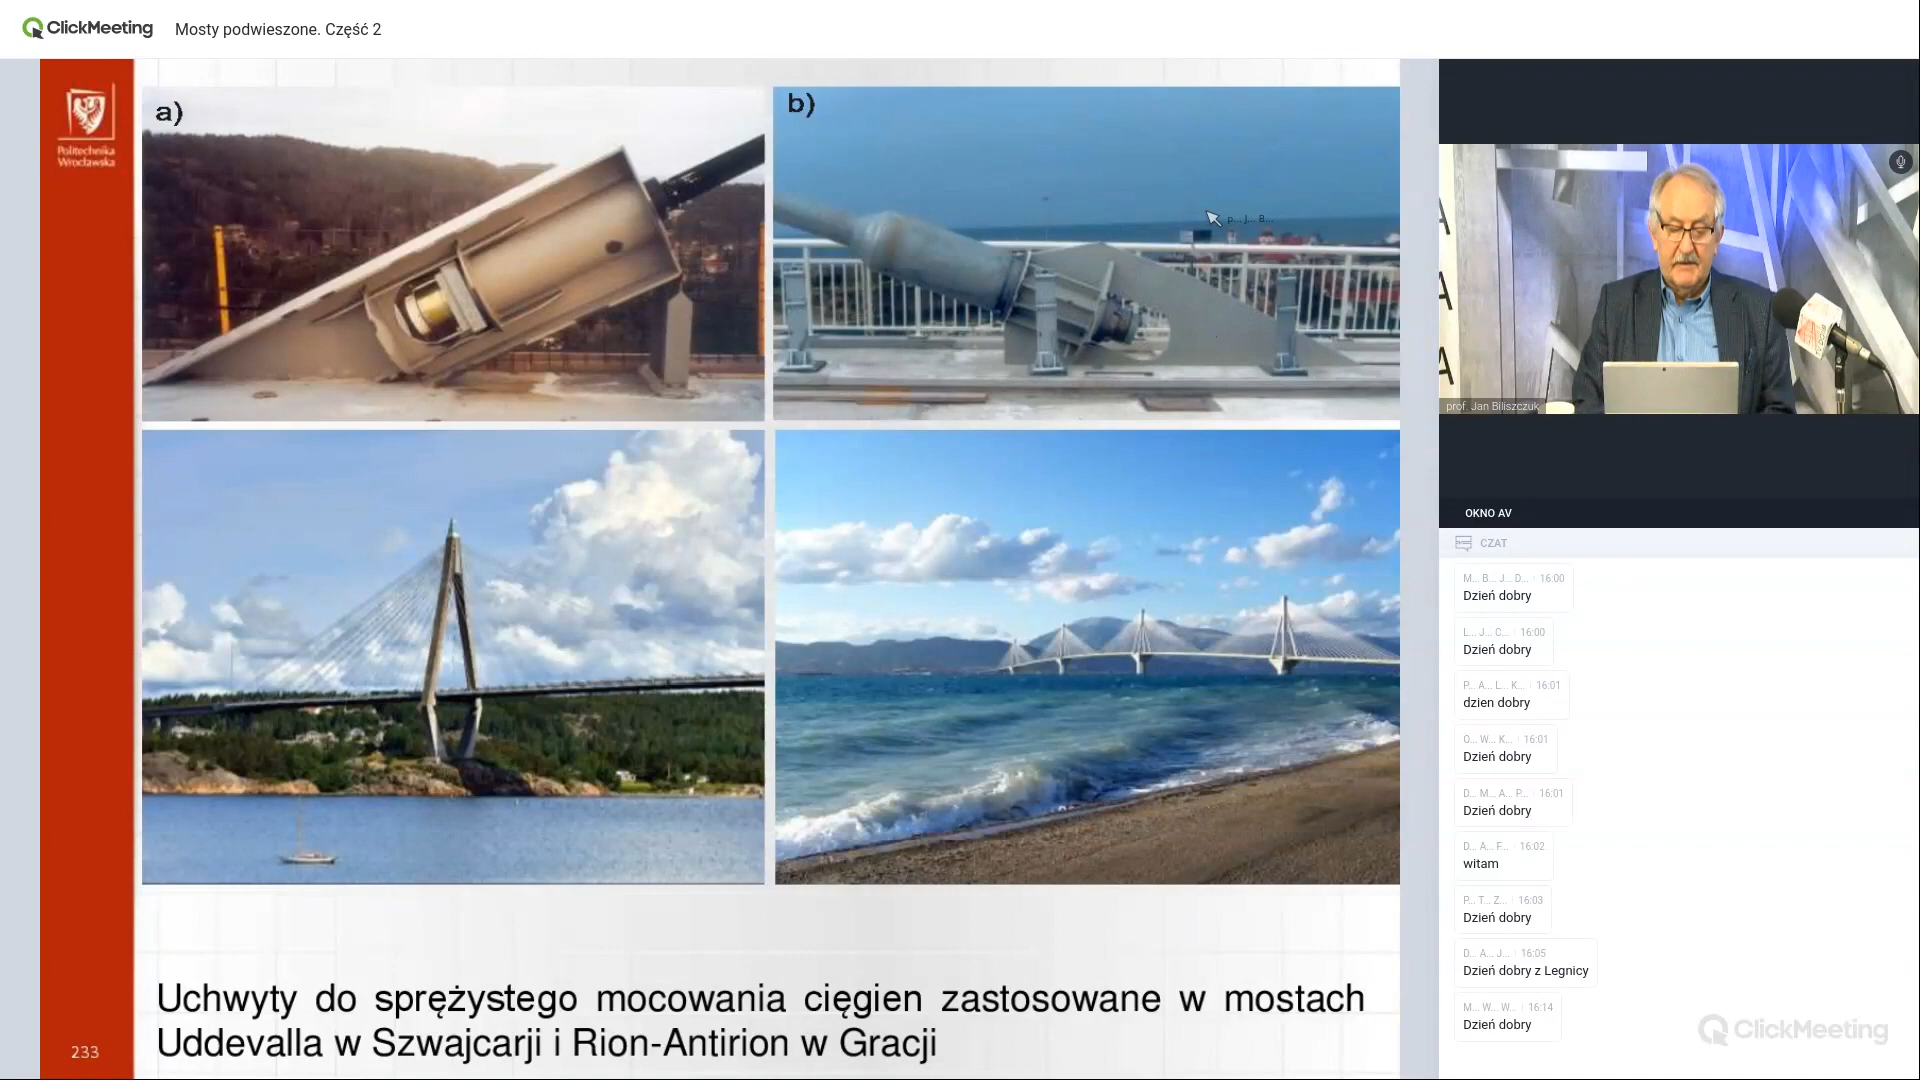 ClickMeeting
Mosty podwieszone. Część 2
Politechnika
Wrocławska
a)
b)
p... J... B...
Uchwyty do sprężystego mocowania cięgien zastosowane w mostach
Uddevalla w Szwajcarji i Rion-Antirion w Gracji
233
prof. Jan Biliszczuk
OKNO AV
CZAT
M... B... J... D... 16:00
Dzień dobry
L... J... C... 16:00
Dzień dobry
P... A... L... K... 16:01
dzien dobry
O... W... K... 16:01
Dzień dobry
D... M... A... P... 16:01
Dzień dobry
D... A... F... 16:02
witam
P... T... Z... 16:03
Dzień dobry
D... A... J... 16:05
Dzień dobry z Legnicy
M... W... W... 16:14
Dzień dobry
ClickMeeting